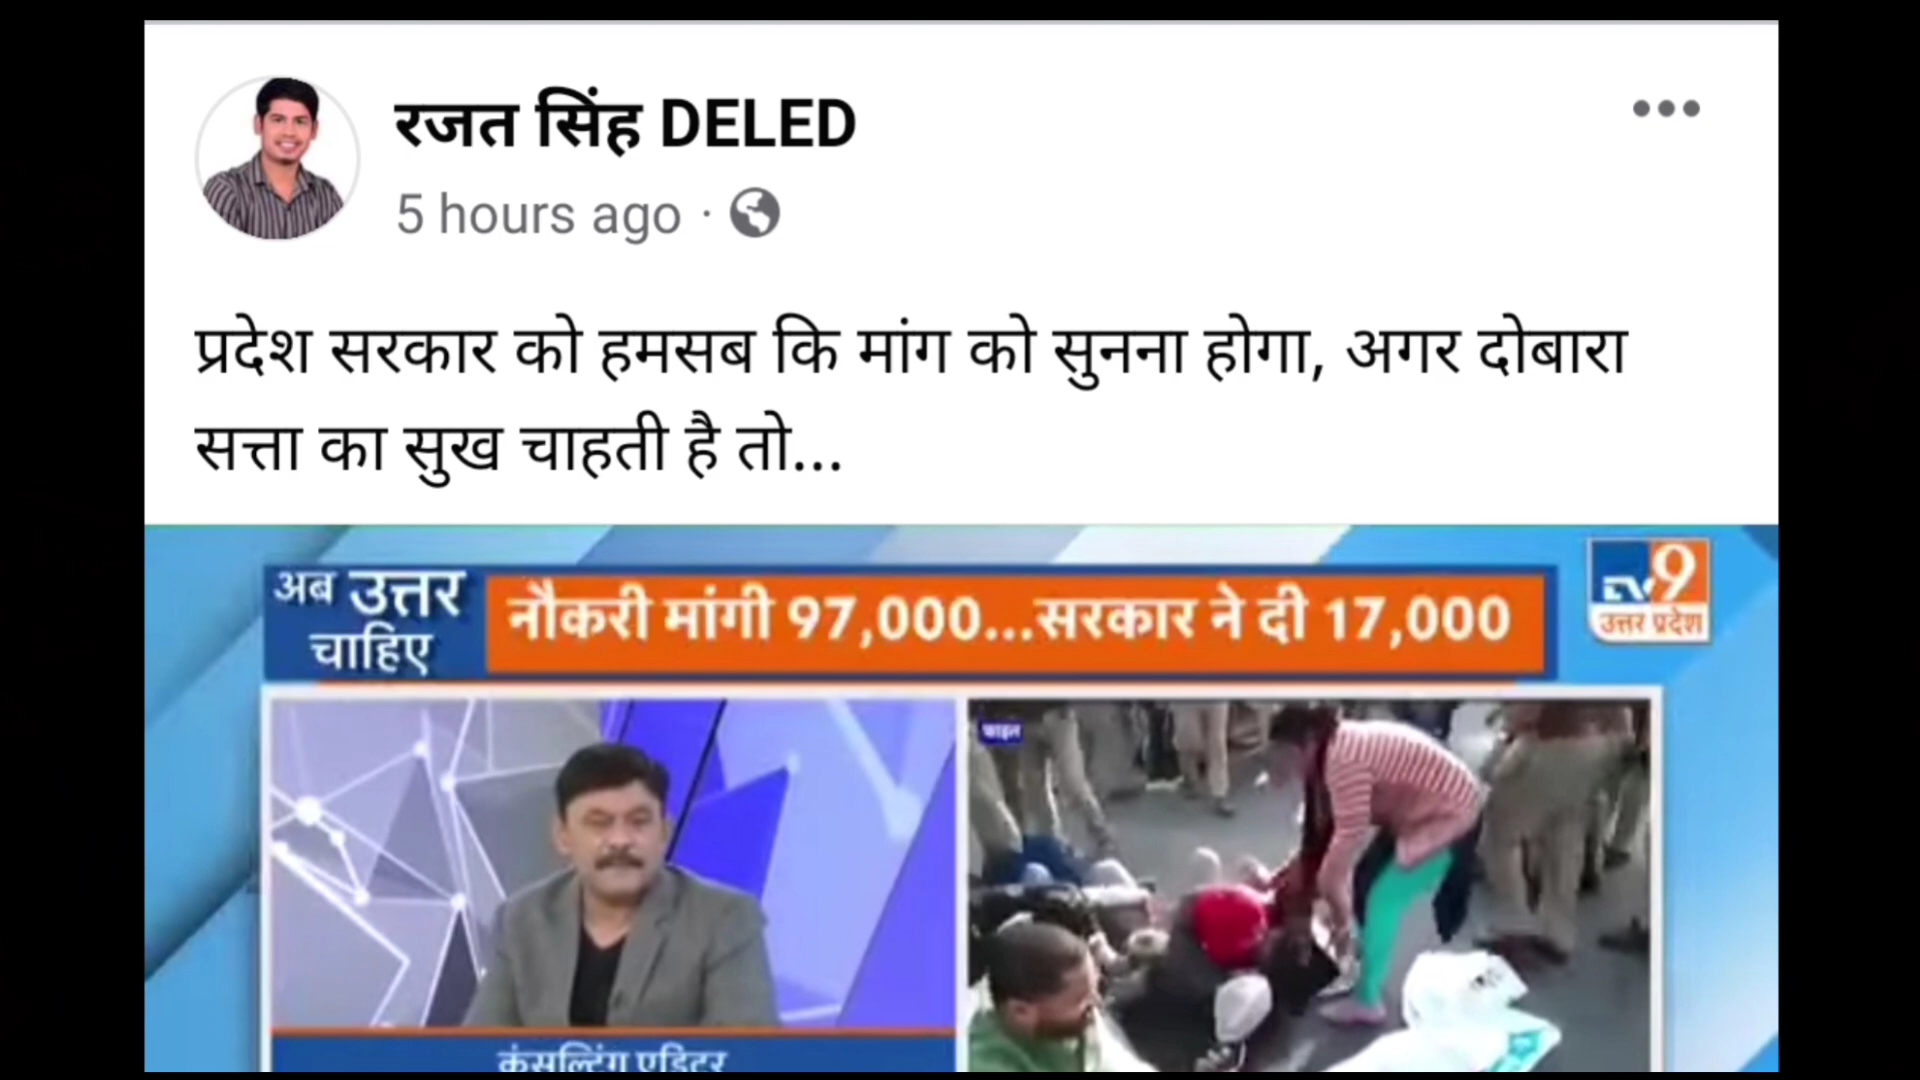 रजत सिंह DELED
5 hours ago ·
प्रदेश सरकार को हमसब कि मांग को सुनना होगा, अगर दोबारा
सत्ता का सुख चाहती है तो...
अब उत्तर
चाहिए
नौकरी मांगी 97,000...सरकार ने दी 17,000
TV9
उत्तर प्रदेश
फाइल
कंसल्टिंग एडिटर